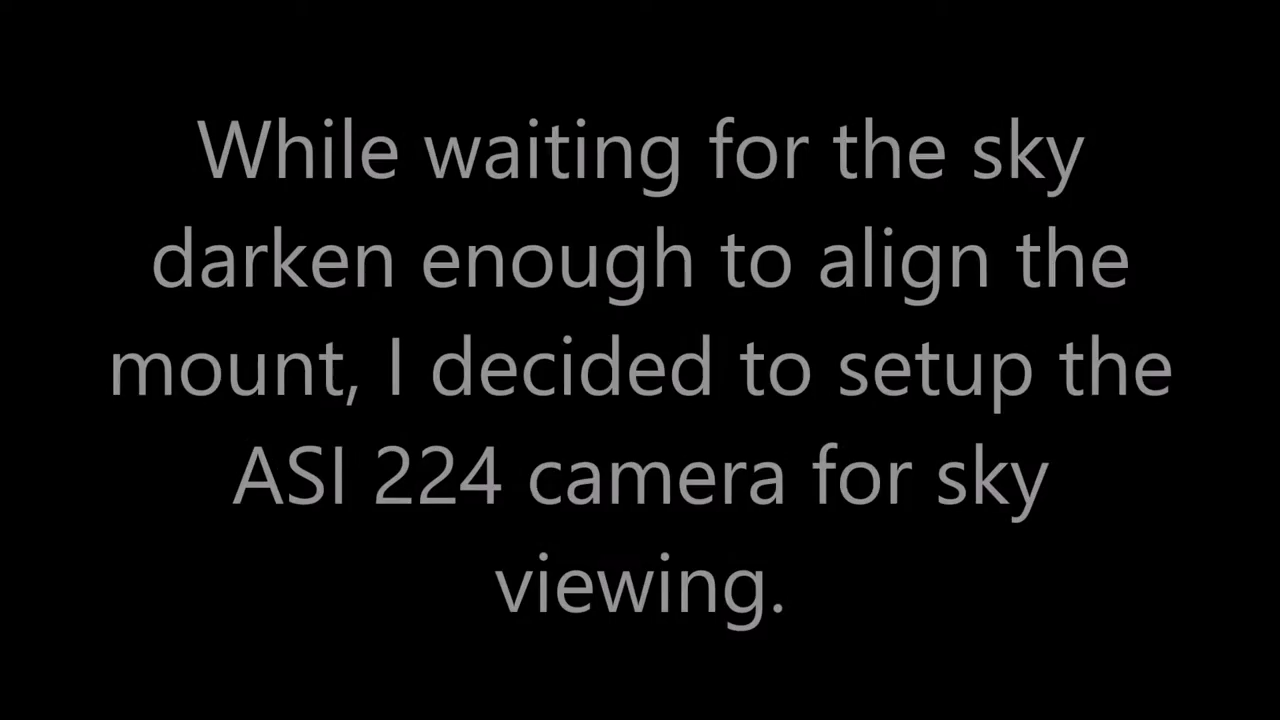 While waiting for the sky
darken enough to align the
mount, I decided to setup the
ASI 224 camera for sky
viewing.